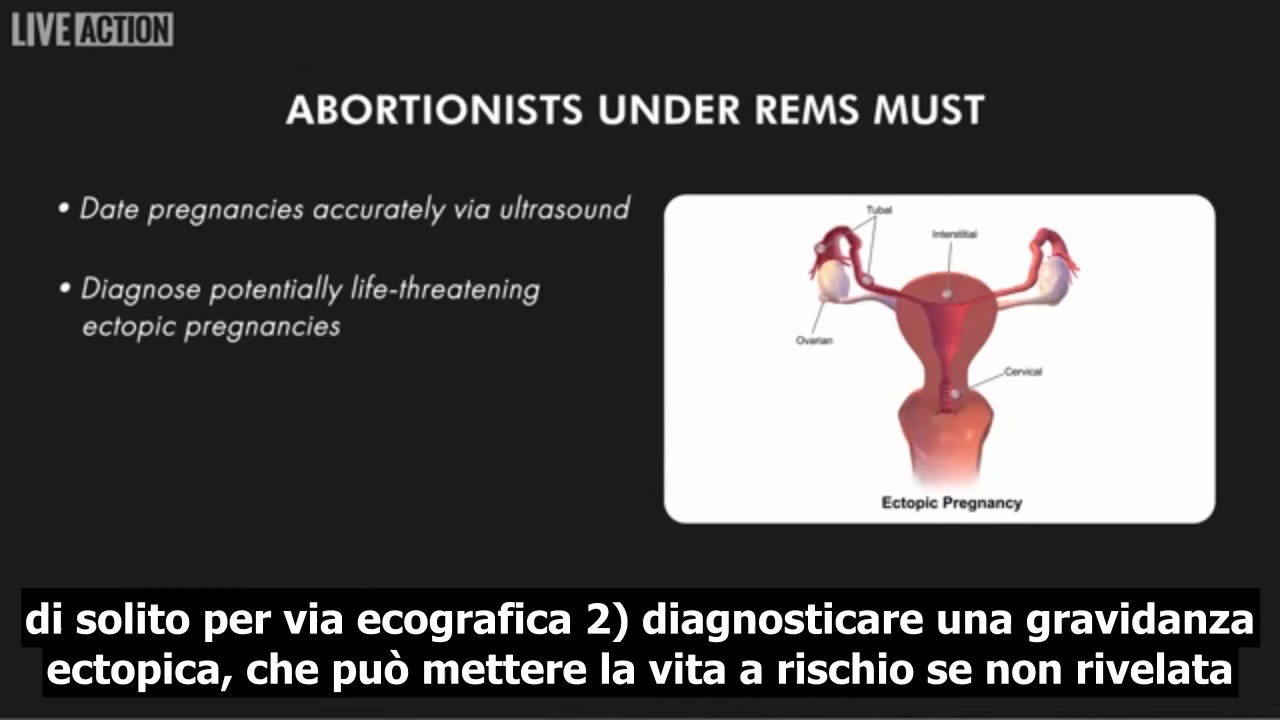 LIVE ACTION
ABORTIONISTS UNDER REMS MUST
• Date pregnancies accurately via ultrasound
• Diagnose potentially life-threatening
ectopic pregnancies
Tubal
Interstitial
Ovarian
Cervical
Ectopic Pregnancy
di solito per via ecografica 2) diagnosticare una gravidanza
ectopica, che può mettere la vita a rischio se non rivelata